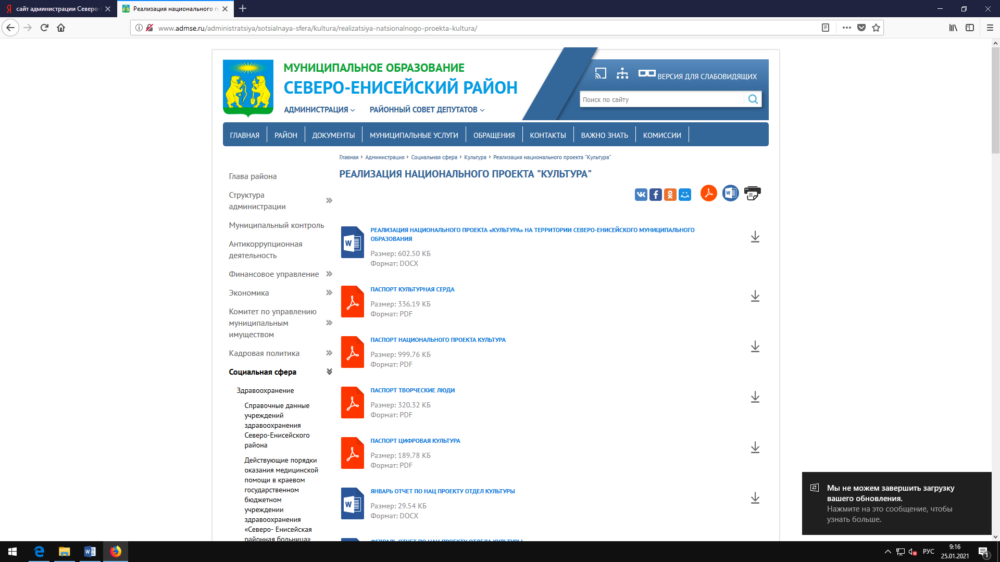 сайт администрации Северо-
Реализация национального п
www.admse.ru/administratsiya/sotsialnaya-sfera/kultura/realizatsiya-natsionalnogo-proekta-kultura/
МУНИЦИПАЛЬНОЕ ОБРАЗОВАНИЕ
СЕВЕРО-ЕНИСЕЙСКИЙ РАЙОН
АДМИНИСТРАЦИЯ РАЙОННЫЙ СОВЕТ ДЕПУТАТОВ
ВЕРСИЯ ДЛЯ СЛАБОВИДЯЩИХ
Поиск по сайту
ГЛАВНАЯ РАЙОН ДОКУМЕНТЫ МУНИЦИПАЛЬНЫЕ УСЛУГИ ОБРАЩЕНИЯ КОНТАКТЫ ВАЖНО ЗНАТЬ КОМИССИИ
Главная Администрация Социальная сфера Культура Реализация национального проекта "Культура"
Глава района
Структура
администрации
Муниципальный контроль
Антикоррупционная
деятельность
Финансовое управление
Экономика
Комитет по управлению
муниципальным
имуществом
Кадровая политика
Социальная сфера
Здравоохранение
Справочные данные
учреждений
здравоохранения
Северо-Енисейского
района
Действующие порядки
оказания медицинской
помощи в краевом
государственном
бюджетном
учреждении
здравоохранения
«Северо- Енисейская
районная больница»
РЕАЛИЗАЦИЯ НАЦИОНАЛЬНОГО ПРОЕКТА "КУЛЬТУРА"
РЕАЛИЗАЦИЯ НАЦИОНАЛЬНОГО ПРОЕКТА «КУЛЬТУРА» НА ТЕРРИТОРИИ СЕВЕРО-ЕНИСЕЙСКОГО МУНИЦИПАЛЬНОГО
ОБРАЗОВАНИЯ
Размер: 602.50 КБ
Формат: DOCX
ПАСПОРТ КУЛЬТУРНАЯ СЕРДА
Размер: 336.19 КБ
Формат: PDF
ПАСПОРТ НАЦИОНАЛЬНОГО ПРОЕКТА КУЛЬТУРА
Размер: 999.76 КБ
Формат: PDF
ПАСПОРТ ТВОРЧЕСКИЕ ЛЮДИ
Размер: 320.32 КБ
Формат: PDF
ПАСПОРТ ЦИФРОВАЯ КУЛЬТУРА
Размер: 189.78 КБ
Формат: PDF
ЯНВАРЬ ОТЧЕТ ПО НАЦ ПРОЕКТУ ОТДЕЛ КУЛЬТУРЫ
Размер: 29.54 КБ
Формат: DOCX
ФЕВРАЛЬ ОТЧЕТ ПО НАЦ ПРОЕКТУ ОТДЕЛА КУЛЬТУРЫ
Мы не можем завершить загрузку
вашего обновления.
Нажмите на это сообщение, чтобы
узнать больше.
РУС
9:16
25.01.2021
1